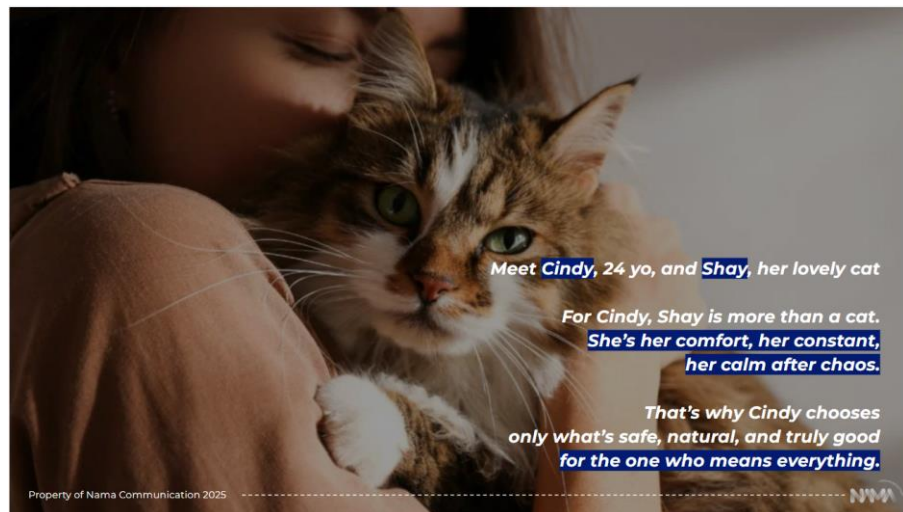 Meet Cindy, 24 yo, and Shay, her lovely cat
For Cindy, Shay is more than a cat.
She’s her comfort, her constant,
her calm after chaos.
That’s why Cindy chooses
only what’s safe, natural, and truly good
for the one who means everything.
Property of Nama Communication 2025
NAMA